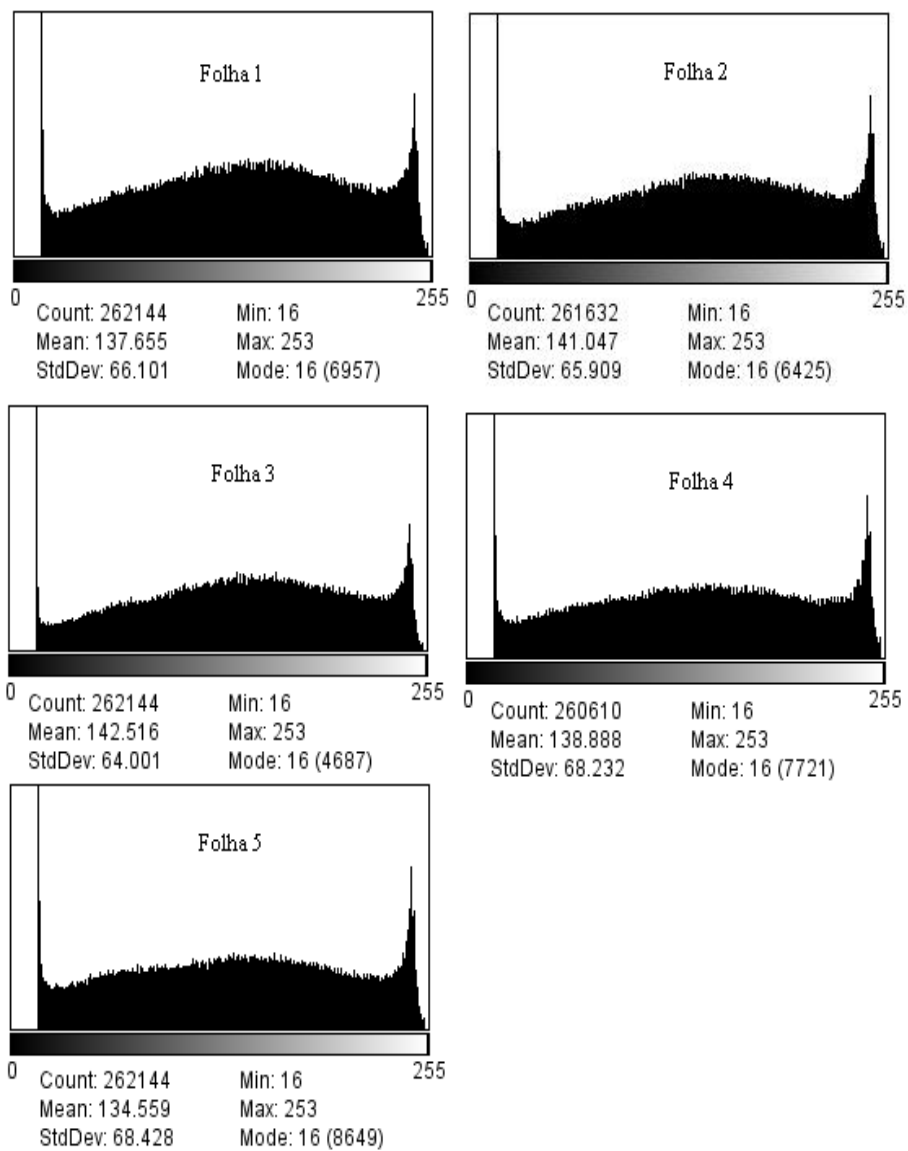 Folha 1
0 255
Count: 262144 Min: 16
Mean: 137.655 Max: 253
StdDev: 66.101 Mode: 16 (6957)
Folha 2
0 255
Count: 261632 Min: 16
Mean: 141.047 Max: 253
StdDev: 65.909 Mode: 16 (6425)
Folha 3
0 255
Count: 262144 Min: 16
Mean: 142.516 Max: 253
StdDev: 64.001 Mode: 16 (4687)
Folha 4
0 255
Count: 260610 Min: 16
Mean: 138.888 Max: 253
StdDev: 68.232 Mode: 16 (7721)
Folha 5
0 255
Count: 262144 Min: 16
Mean: 134.559 Max: 253
StdDev: 68.428 Mode: 16 (8649)